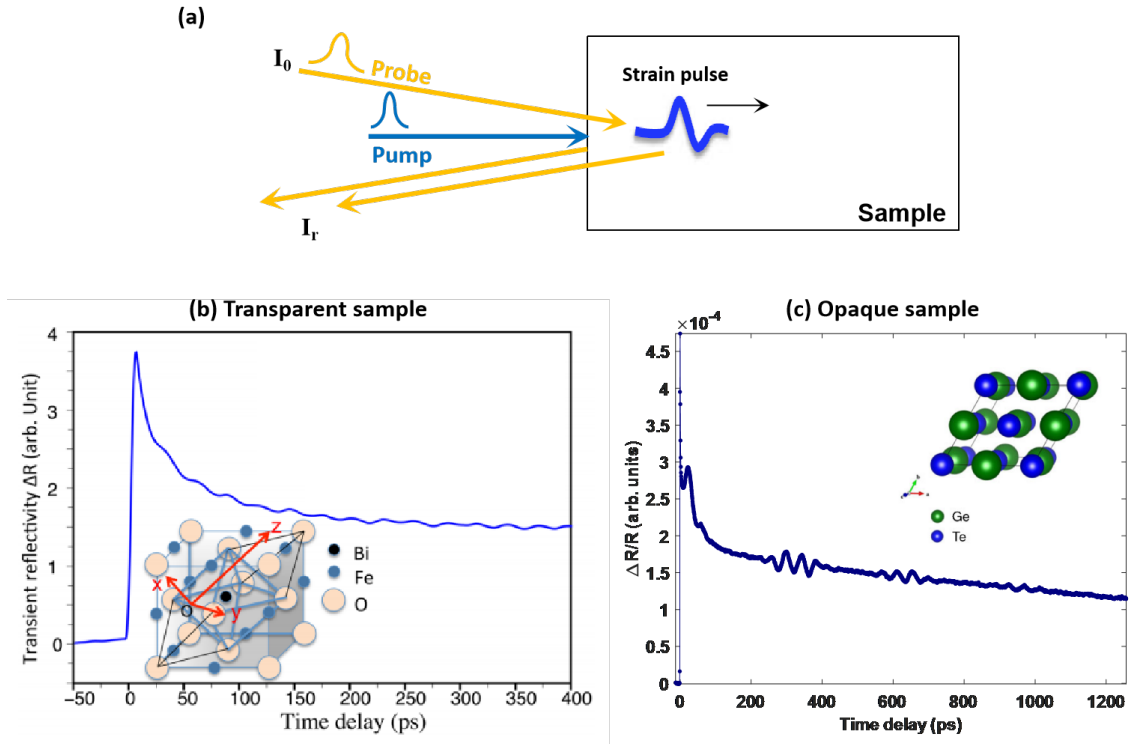 (a)
I0
Probe
Pump
Ir
Strain pulse
Sample
(b) Transparent sample
Transient reflectivity ΔR (arb. Unit)
4
3
2
1
0
−50
0
50
100
150
200
250
300
350
400
Time delay (ps)
z
x
y
O
Bi
Fe
O
(c) Opaque sample
×10⁻⁴
ΔR/R (arb. units)
4.5
4
3.5
3
2.5
2
1.5
1
0.5
0
0
200
400
600
800
1000
1200
Time delay (ps)
Ge
Te